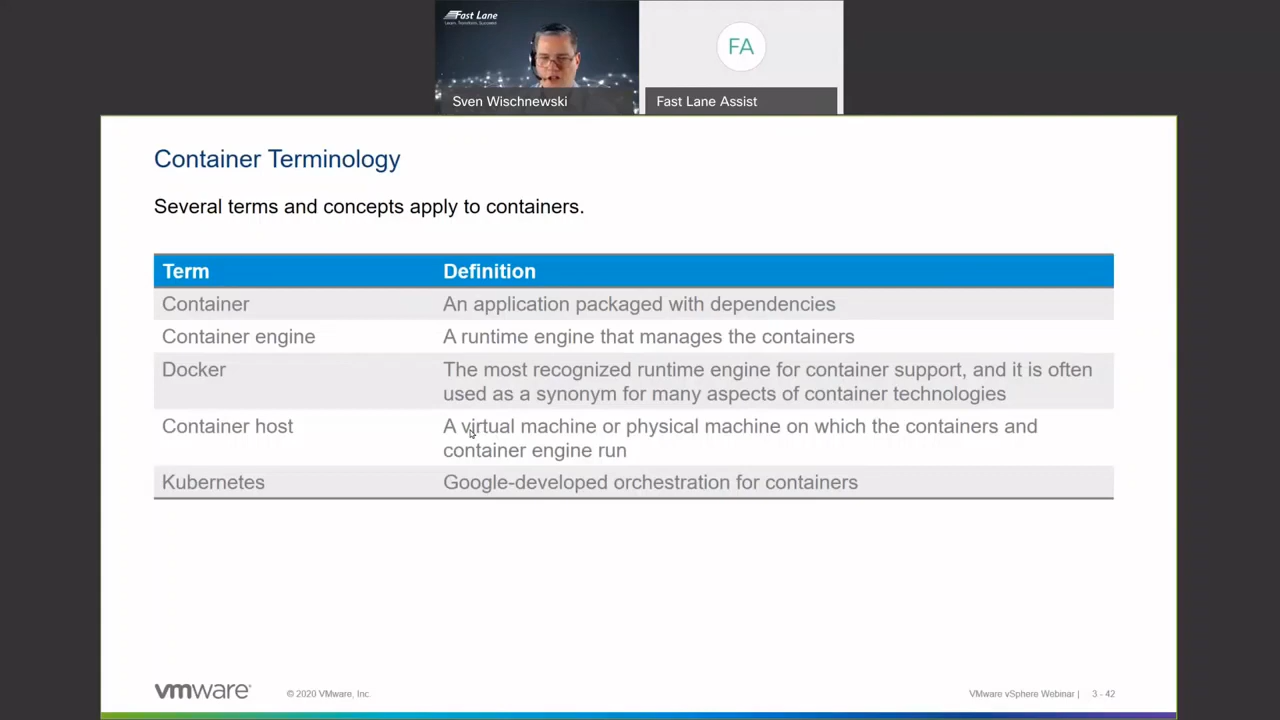 Fast Lane
Learn. Transform. Succeed.
FA
Sven Wischnewski
Fast Lane Assist
Container Terminology
Several terms and concepts apply to containers.
Term Definition
Container An application packaged with dependencies
Container engine A runtime engine that manages the containers
Docker The most recognized runtime engine for container support, and it is often
used as a synonym for many aspects of container technologies
Container host A virtual machine or physical machine on which the containers and
container engine run
Kubernetes Google-developed orchestration for containers
vmware® © 2020 VMware, Inc. VMware vSphere Webinar | 3 - 42